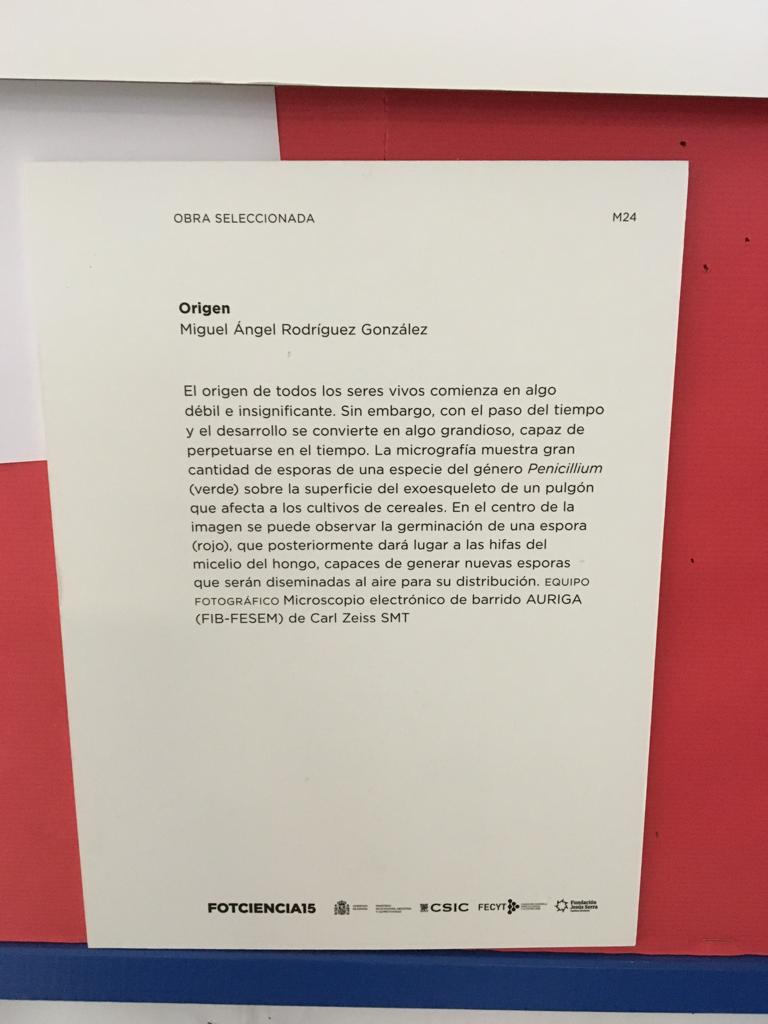 OBRA SELECCIONADA
M24
Origen
Miguel Ángel Rodríguez González
El origen de todos los seres vivos comienza en algo
débil e insignificante. Sin embargo, con el paso del tiempo
y el desarrollo se convierte en algo grandioso, capaz de
perpetuarse en el tiempo. La micrografía muestra gran
cantidad de esporas de una especie del género Penicillium
(verde) sobre la superficie del exoesqueleto de un pulgón
que afecta a los cultivos de cereales. En el centro de la
imagen se puede observar la germinación de una espora
(rojo), que posteriormente dará lugar a las hifas del
micelio del hongo, capaces de generar nuevas esporas
que serán diseminadas al aire para su distribución. EQUIPO
FOTOGRÁFICO Microscopio electrónico de barrido AURIGA
(FIB-FESEM) de Carl Zeiss SMT
FOTCIENCIA15
CSIC
FECYT
Fundación
Jesús Serra